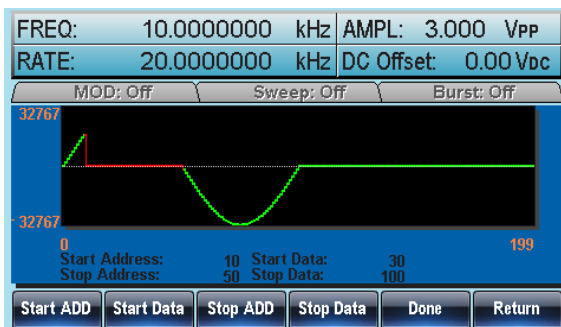 FREQ: 10.0000000 kHz AMPL: 3.000 VPP
RATE: 20.0000000 kHz DC Offset: 0.00 VDC
MOD: Off Sweep: Off Burst: Off
32767
- 32767
0 199
Start Address: 10 Start Data: 30
Stop Address: 50 Stop Data: 100
Start ADD Start Data Stop ADD Stop Data Done Return